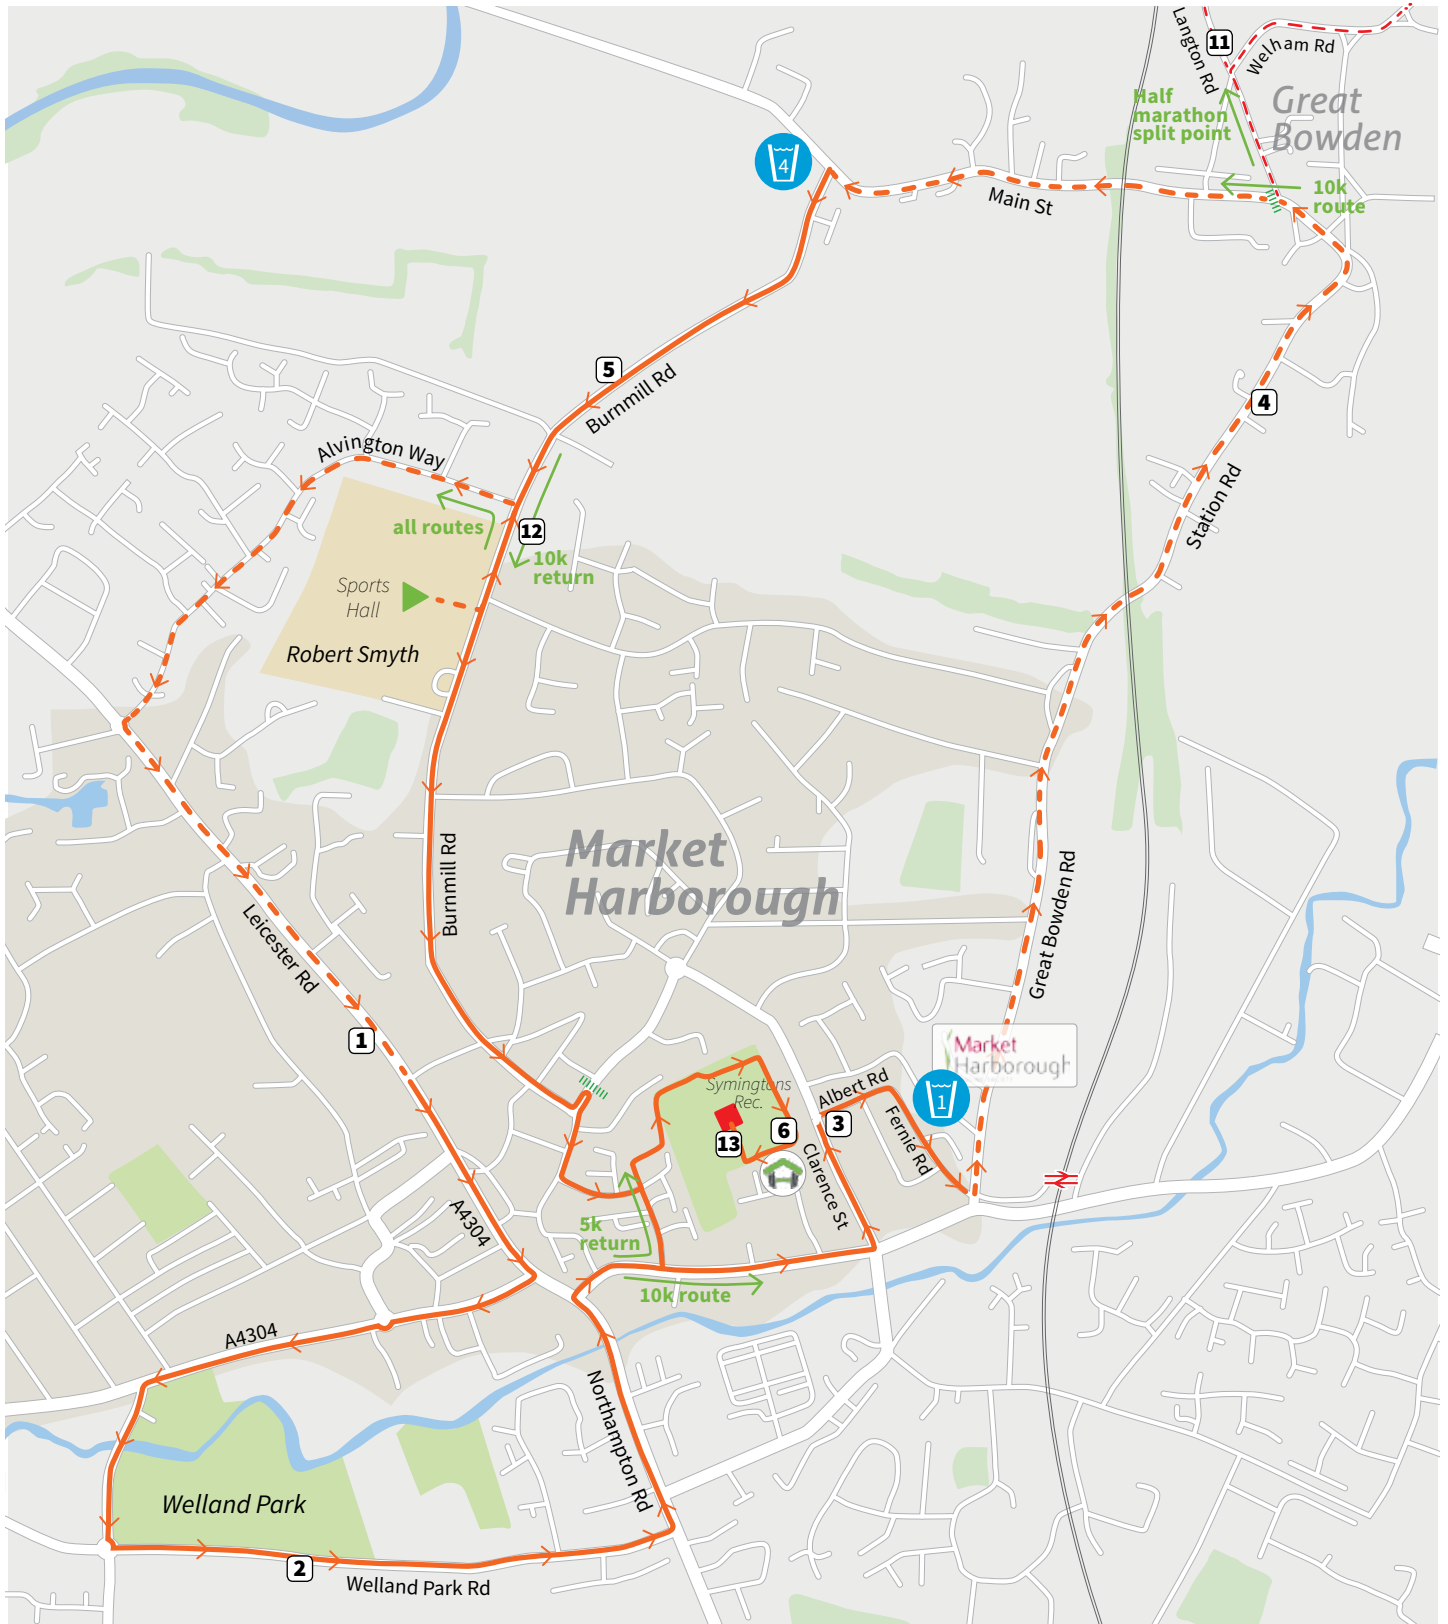 11
Langton Rd
Welham Rd
Half
marathon
split point
Great
Bowden
4
10k
route
Main St
5
Burnmill Rd
4
Alvington Way
all routes
12
10k
return
Station Rd
Sports
Hall
Robert Smyth
Market
Harborough
Burnmill Rd
Great Bowden Rd
Leicester Rd
1
Market
Harborough
Symingtons
Rec.
Albert Rd
1
13
6
3
Fernie Rd
Clarence St
A4304
5k
return
10k route
A4304
Northampton Rd
Welland Park
2
Welland Park Rd